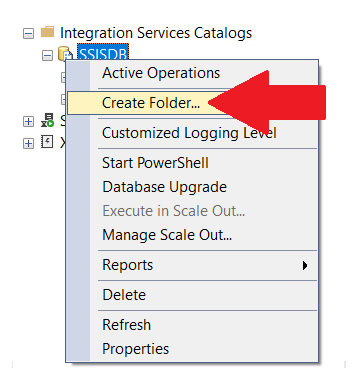 Integration Services Catalogs
SSISDB
Active Operations
Create Folder...
Customized Logging Level
Start PowerShell
Database Upgrade
Execute in Scale Out...
Manage Scale Out...
Reports
Delete
Refresh
Properties
S
X